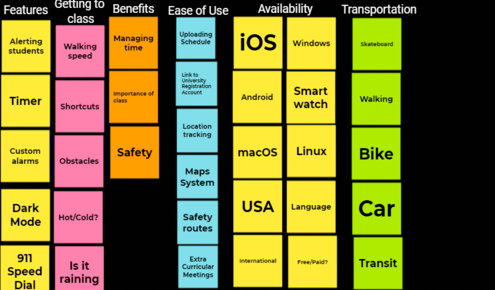 Features
Alerting
students
Timer
Custom
alarms
Dark
Mode
911
Speed
Dial
Getting to
class
Walking
speed
Shortcuts
Obstacles
Hot/Cold?
Is it
raining
Benefits
Managing
time
Importance of
class
Safety
Ease of Use
Uploading
Schedule
Link to
University
Registration
Account
Location
tracking
Maps
System
Safety
routes
Extra
Curricular
Meetings
Availability
iOS
Windows
Android
Smart
watch
macOS
Linux
USA
Language
International
Free/Paid?
Transportation
Skateboard
Walking
Bike
Car
Transit